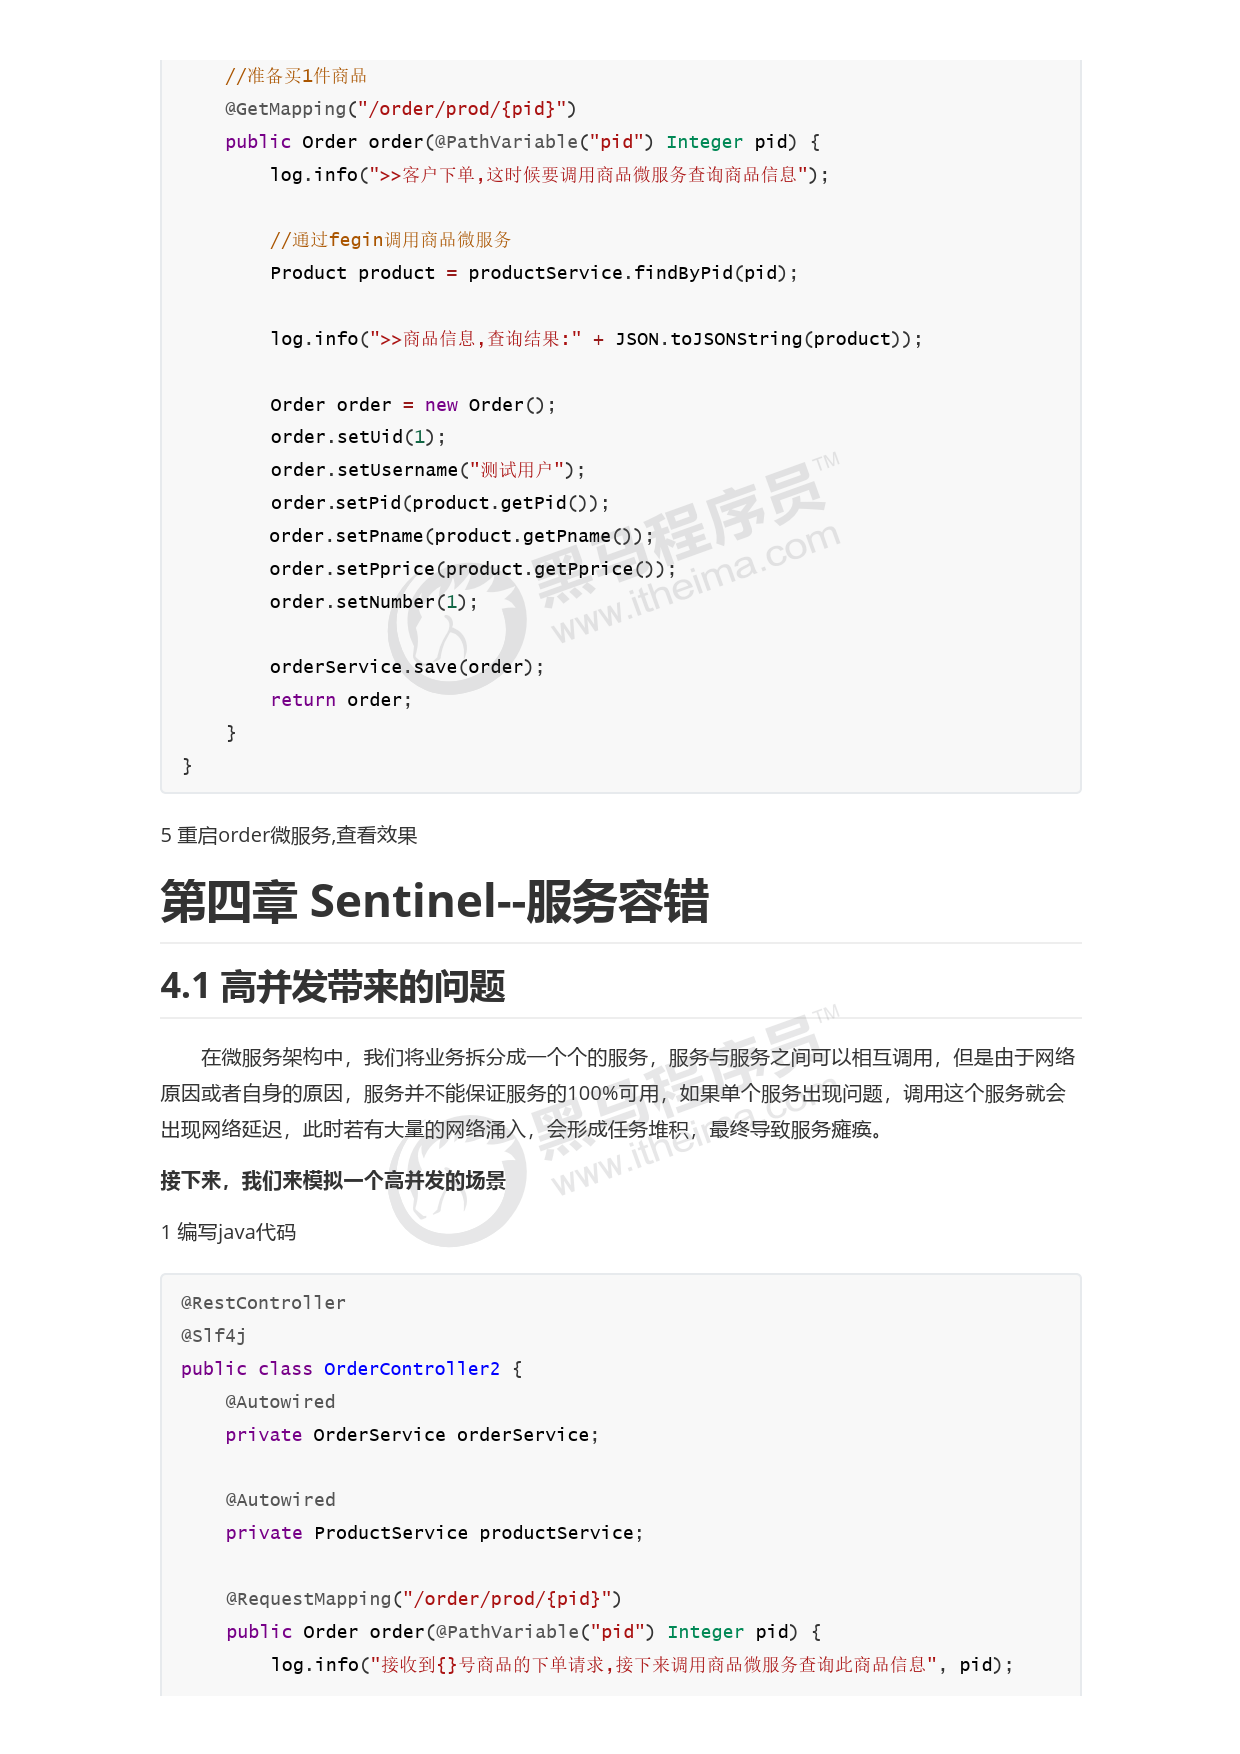 //准备买1件商品
@GetMapping("/order/prod/{pid}")
public Order order(@PathVariable("pid") Integer pid) {
log.info(">>客户下单,这时候要调用商品微服务查询商品信息");
//通过fegin调用商品微服务
Product product = productService.findByPid(pid);
log.info(">>商品信息,查询结果:" + JSON.toJSONString(product));
Order order = new Order();
order.setUid(1);
order.setUsername("测试用户");
order.setPid(product.getPid());
order.setPname(product.getPname());
order.setPprice(product.getPprice());
order.setNumber(1);
orderService.save(order);
return order;
}
}
黑马程序员™
www.itheima.com
5 重启order微服务,查看效果
第四章 Sentinel--服务容错
4.1 高并发带来的问题
在微服务架构中，我们将业务拆分成一个个的服务，服务与服务之间可以相互调用，但是由于网络
原因或者自身的原因，服务并不能保证服务的100%可用，如果单个服务出现问题，调用这个服务就会
出现网络延迟，此时若有大量的网络涌入，会形成任务堆积，最终导致服务瘫痪。
接下来，我们来模拟一个高并发的场景
1 编写java代码
黑马程序员™
www.itheima.com
@RestController
@Slf4j
public class OrderController2 {
@Autowired
private OrderService orderService;
@Autowired
private ProductService productService;
@RequestMapping("/order/prod/{pid}")
public Order order(@PathVariable("pid") Integer pid) {
log.info("接收到{}号商品的下单请求,接下来调用商品微服务查询此商品信息", pid);